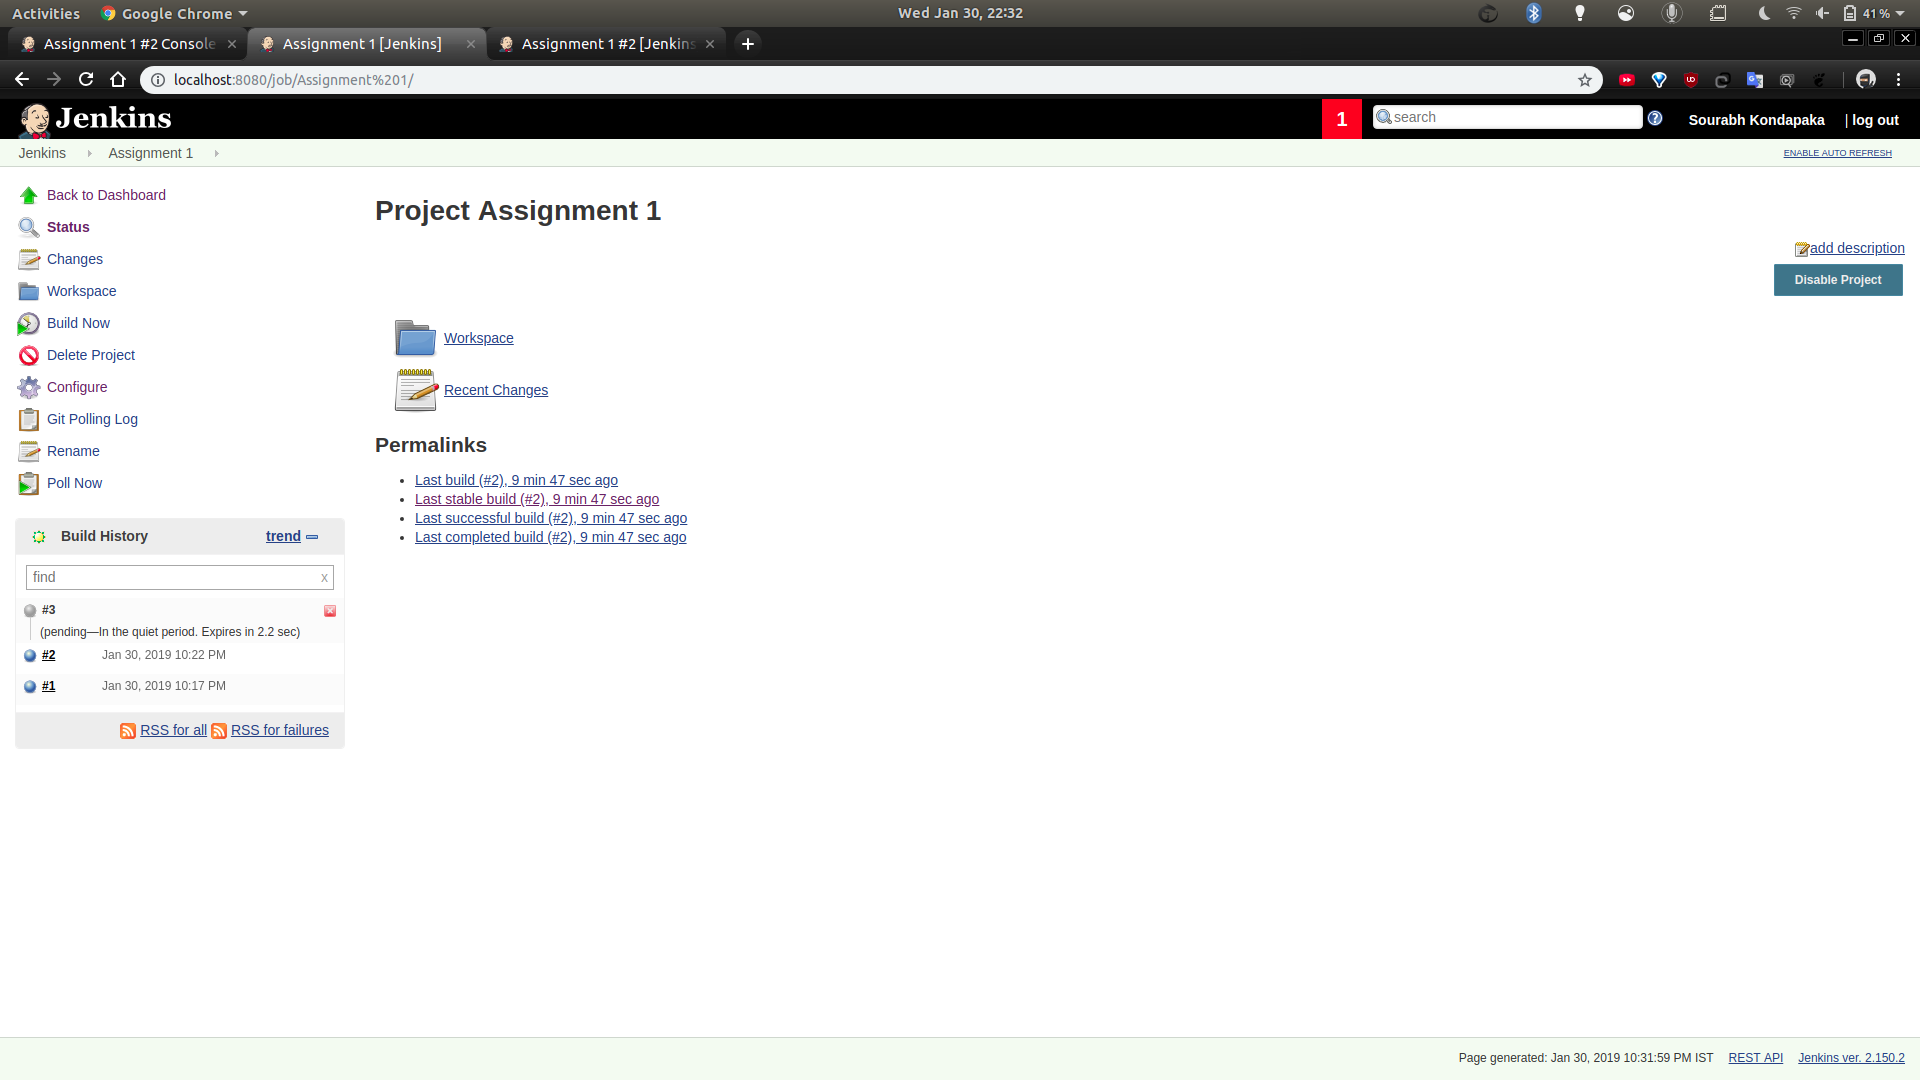 Activities Google Chrome Wed Jan 30, 22:32 41 %
Assignment 1 #2 Console Assignment 1 [Jenkins] Assignment 1 #2 [Jenkins
localhost:8080/job/Assignment%201/
Jenkins 1 search Sourabh Kondapaka | log out
Jenkins Assignment 1 ENABLE AUTO REFRESH
Back to Dashboard
Status
Changes
Workspace
Build Now
Delete Project
Configure
Git Polling Log
Rename
Poll Now
Build History trend
find x
#3
(pending—In the quiet period. Expires in 2.2 sec)
#2 Jan 30, 2019 10:22 PM
#1 Jan 30, 2019 10:17 PM
RSS for all RSS for failures
Project Assignment 1
add description
Disable Project
Workspace
Recent Changes
Permalinks
Last build (#2), 9 min 47 sec ago
Last stable build (#2), 9 min 47 sec ago
Last successful build (#2), 9 min 47 sec ago
Last completed build (#2), 9 min 47 sec ago
Page generated: Jan 30, 2019 10:31:59 PM IST REST API Jenkins ver. 2.150.2